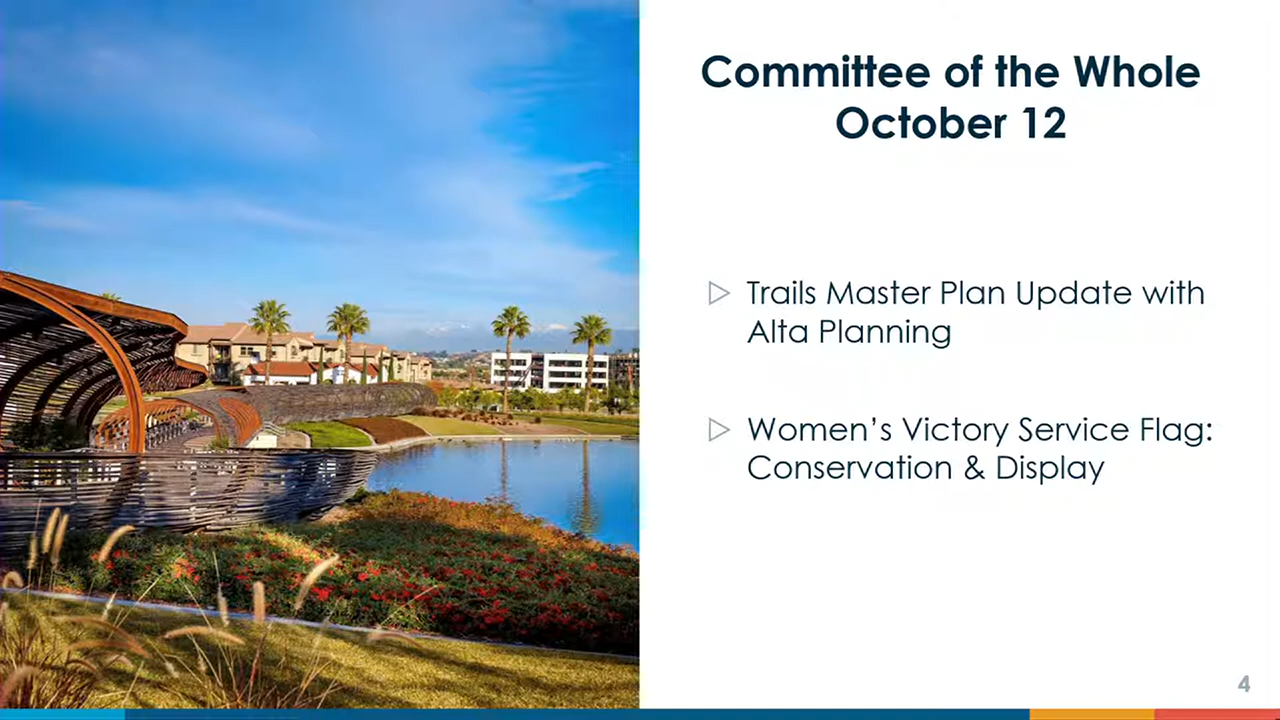 Committee of the Whole
October 12
Trails Master Plan Update with
Alta Planning
Women’s Victory Service Flag:
Conservation & Display
4